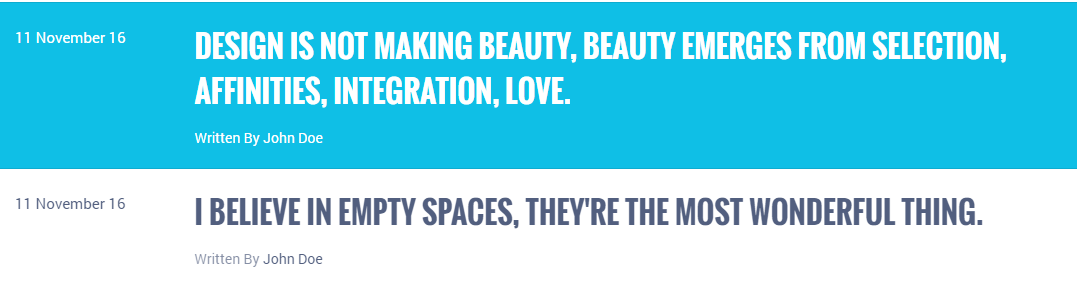 11 November 16
DESIGN IS NOT MAKING BEAUTY, BEAUTY EMERGES FROM SELECTION,
AFFINITIES, INTEGRATION, LOVE.
Written By John Doe
11 November 16
I BELIEVE IN EMPTY SPACES, THEY'RE THE MOST WONDERFUL THING.
Written By John Doe